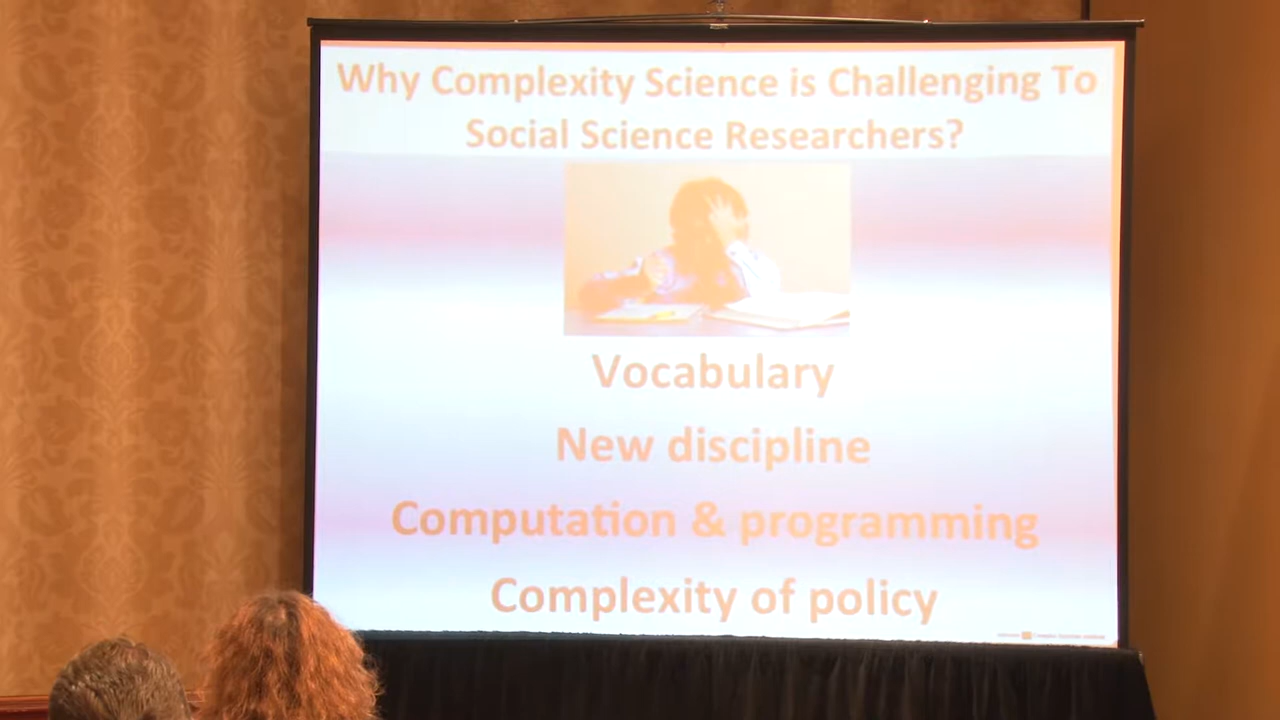 Why Complexity Science is Challenging To
Social Science Researchers?
Vocabulary
New discipline
Computation & programming
Complexity of policy